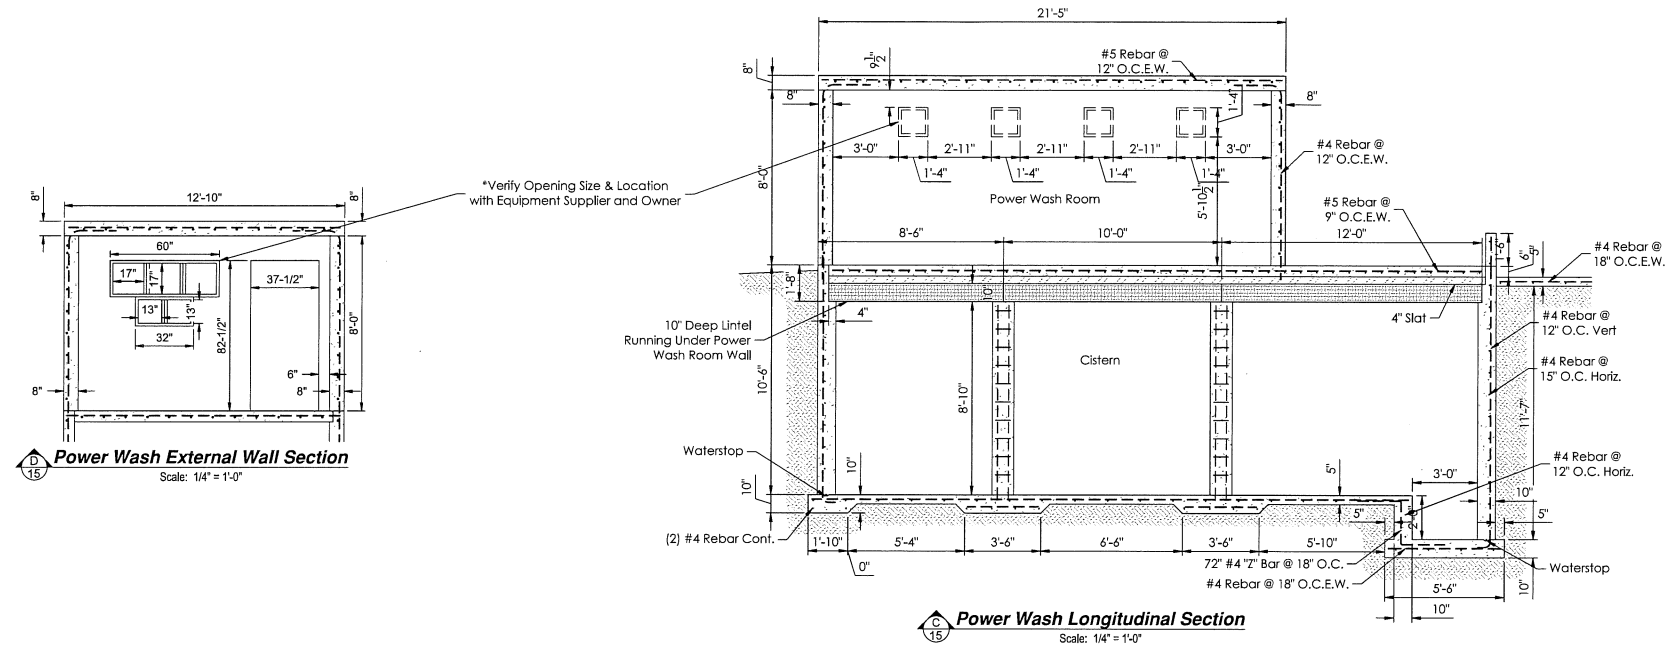 21'-5"
#5 Rebar @
12" O.C.E.W.
8"
9 1/2"
8"
8"
1'-4"
3'-0"
2'-11"
2'-11"
2'-11"
3'-0"
1'-4"
1'-4"
1'-4"
1'-4"
#4 Rebar @
12" O.C.E.W.
8'-0"
5'-10 1/2"
Power Wash Room
*Verify Opening Size & Location
with Equipment Supplier and Owner
#5 Rebar @
9" O.C.E.W.
8'-6"
10'-0"
12'-0"
6"
5"
#4 Rebar @
18" O.C.E.W.
1'-8"
10"
4"
4" Slat
10" Deep Lintel
Running Under Power
Wash Room Wall
Cistern
#4 Rebar @
12" O.C. Vert
#4 Rebar @
15" O.C. Horiz.
10'-6"
8'-10"
11'-7"
Waterstop
10"
10"
5"
3'-0"
#4 Rebar @
12" O.C. Horiz.
10"
5"
5"
2'-6"
(2) #4 Rebar Cont.
1'-10"
5'-4"
3'-6"
6'-6"
3'-6"
5'-10"
0"
72" #4 "Z" Bar @ 18" O.C.
#4 Rebar @ 18" O.C.E.W.
Waterstop
5'-6"
10"
10"
C
15
Power Wash Longitudinal Section
Scale: 1/4" = 1'-0"
8"
12'-10"
8"
60"
17"
17"
37-1/2"
13"
13"
32"
82-1/2"
8'-0"
6"
8"
8"
D
15
Power Wash External Wall Section
Scale: 1/4" = 1'-0"